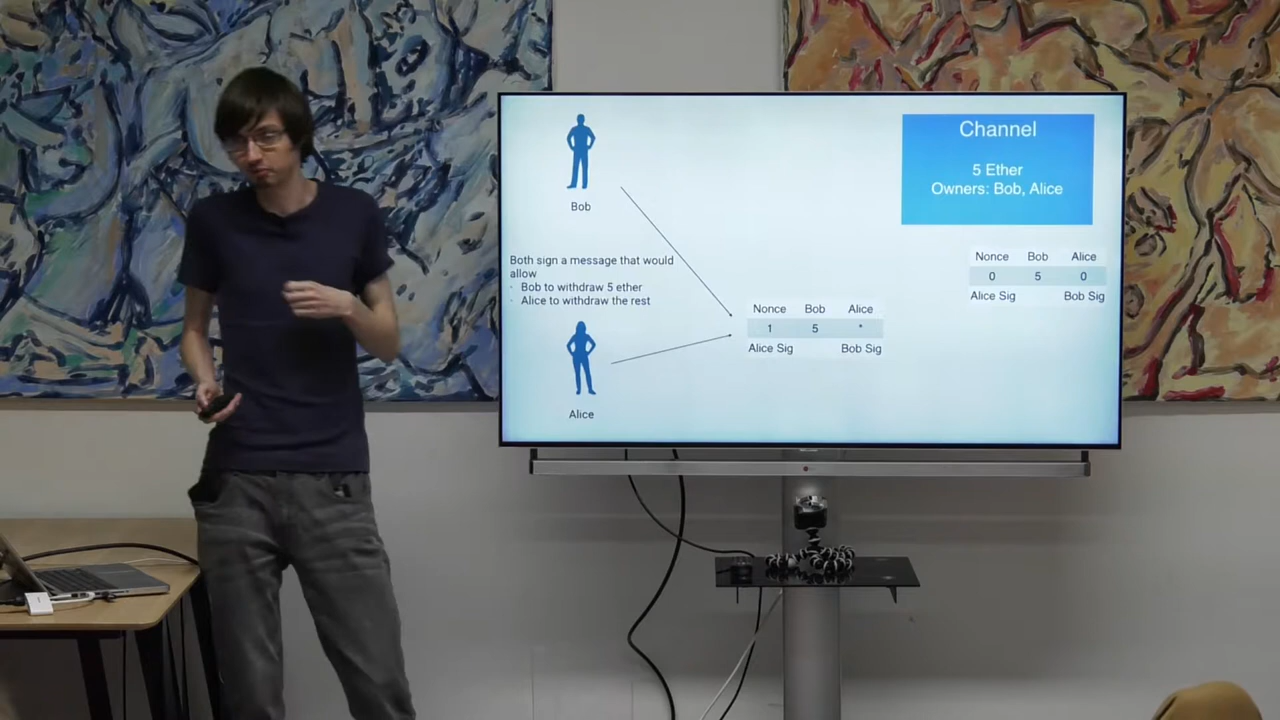 Channel
5 Ether
Owners: Bob, Alice
Bob
Both sign a message that would
allow
- Bob to withdraw 5 ether
- Alice to withdraw the rest
Nonce Bob Alice
0 5 0
Alice Sig Bob Sig
Nonce Bob Alice
1 5 *
Alice Sig Bob Sig
Alice